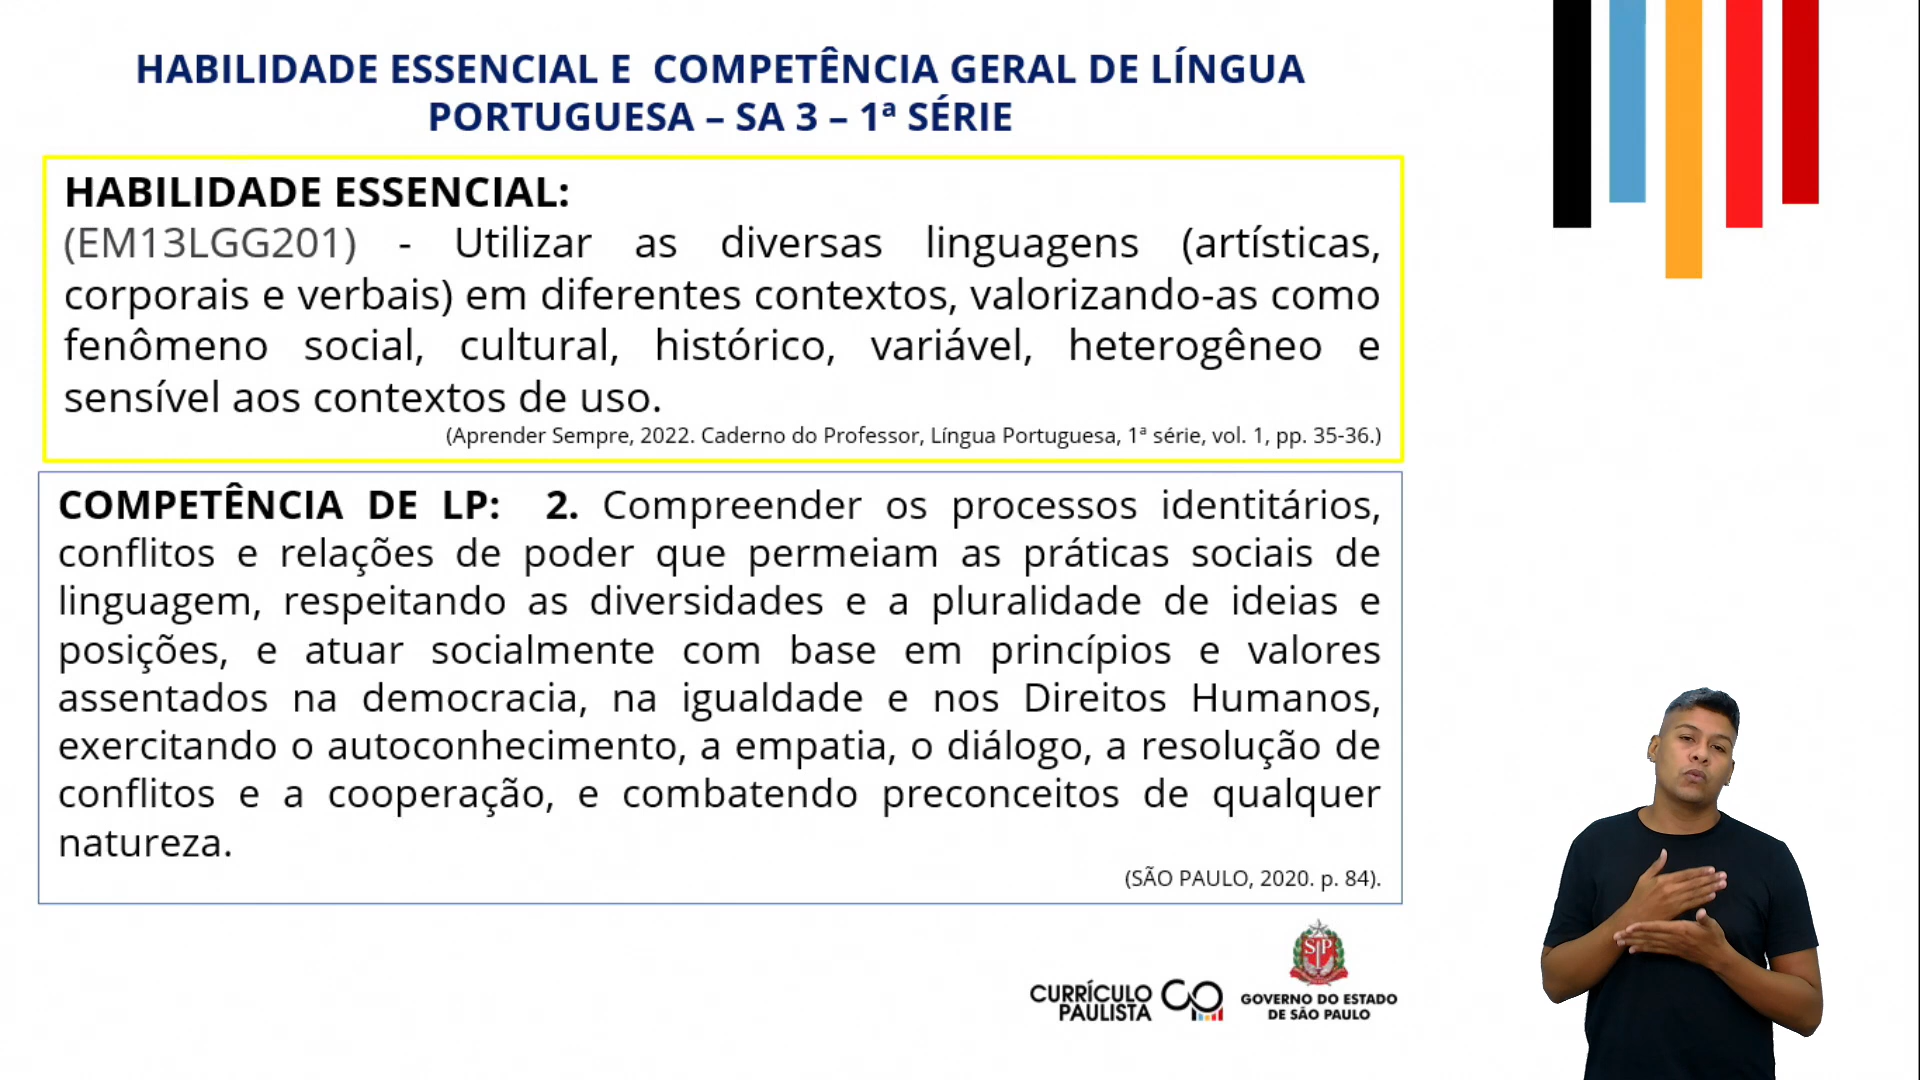 HABILIDADE ESSENCIAL E COMPETÊNCIA GERAL DE LÍNGUA
PORTUGUESA – SA 3 – 1ª SÉRIE
HABILIDADE ESSENCIAL:
(EM13LGG201) - Utilizar as diversas linguagens (artísticas,
corporais e verbais) em diferentes contextos, valorizando-as como
fenômeno social, cultural, histórico, variável, heterogêneo e
sensível aos contextos de uso.
(Aprender Sempre, 2022. Caderno do Professor, Língua Portuguesa, 1ª série, vol. 1, pp. 35-36.)
COMPETÊNCIA DE LP: 2. Compreender os processos identitários,
conflitos e relações de poder que permeiam as práticas sociais de
linguagem, respeitando as diversidades e a pluralidade de ideias e
posições, e atuar socialmente com base em princípios e valores
assentados na democracia, na igualdade e nos Direitos Humanos,
exercitando o autoconhecimento, a empatia, o diálogo, a resolução de
conflitos e a cooperação, e combatendo preconceitos de qualquer
natureza.
(SÃO PAULO, 2020. p. 84).
CURRÍCULO
PAULISTA
SP
GOVERNO DO ESTADO
DE SÃO PAULO